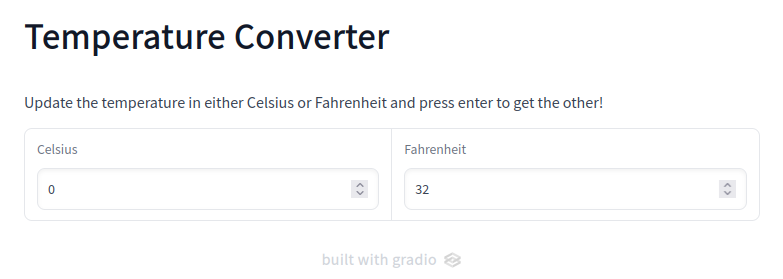 Temperature Converter
Update the temperature in either Celsius or Fahrenheit and press enter to get the other!
Celsius
0
Fahrenheit
32
built with gradio